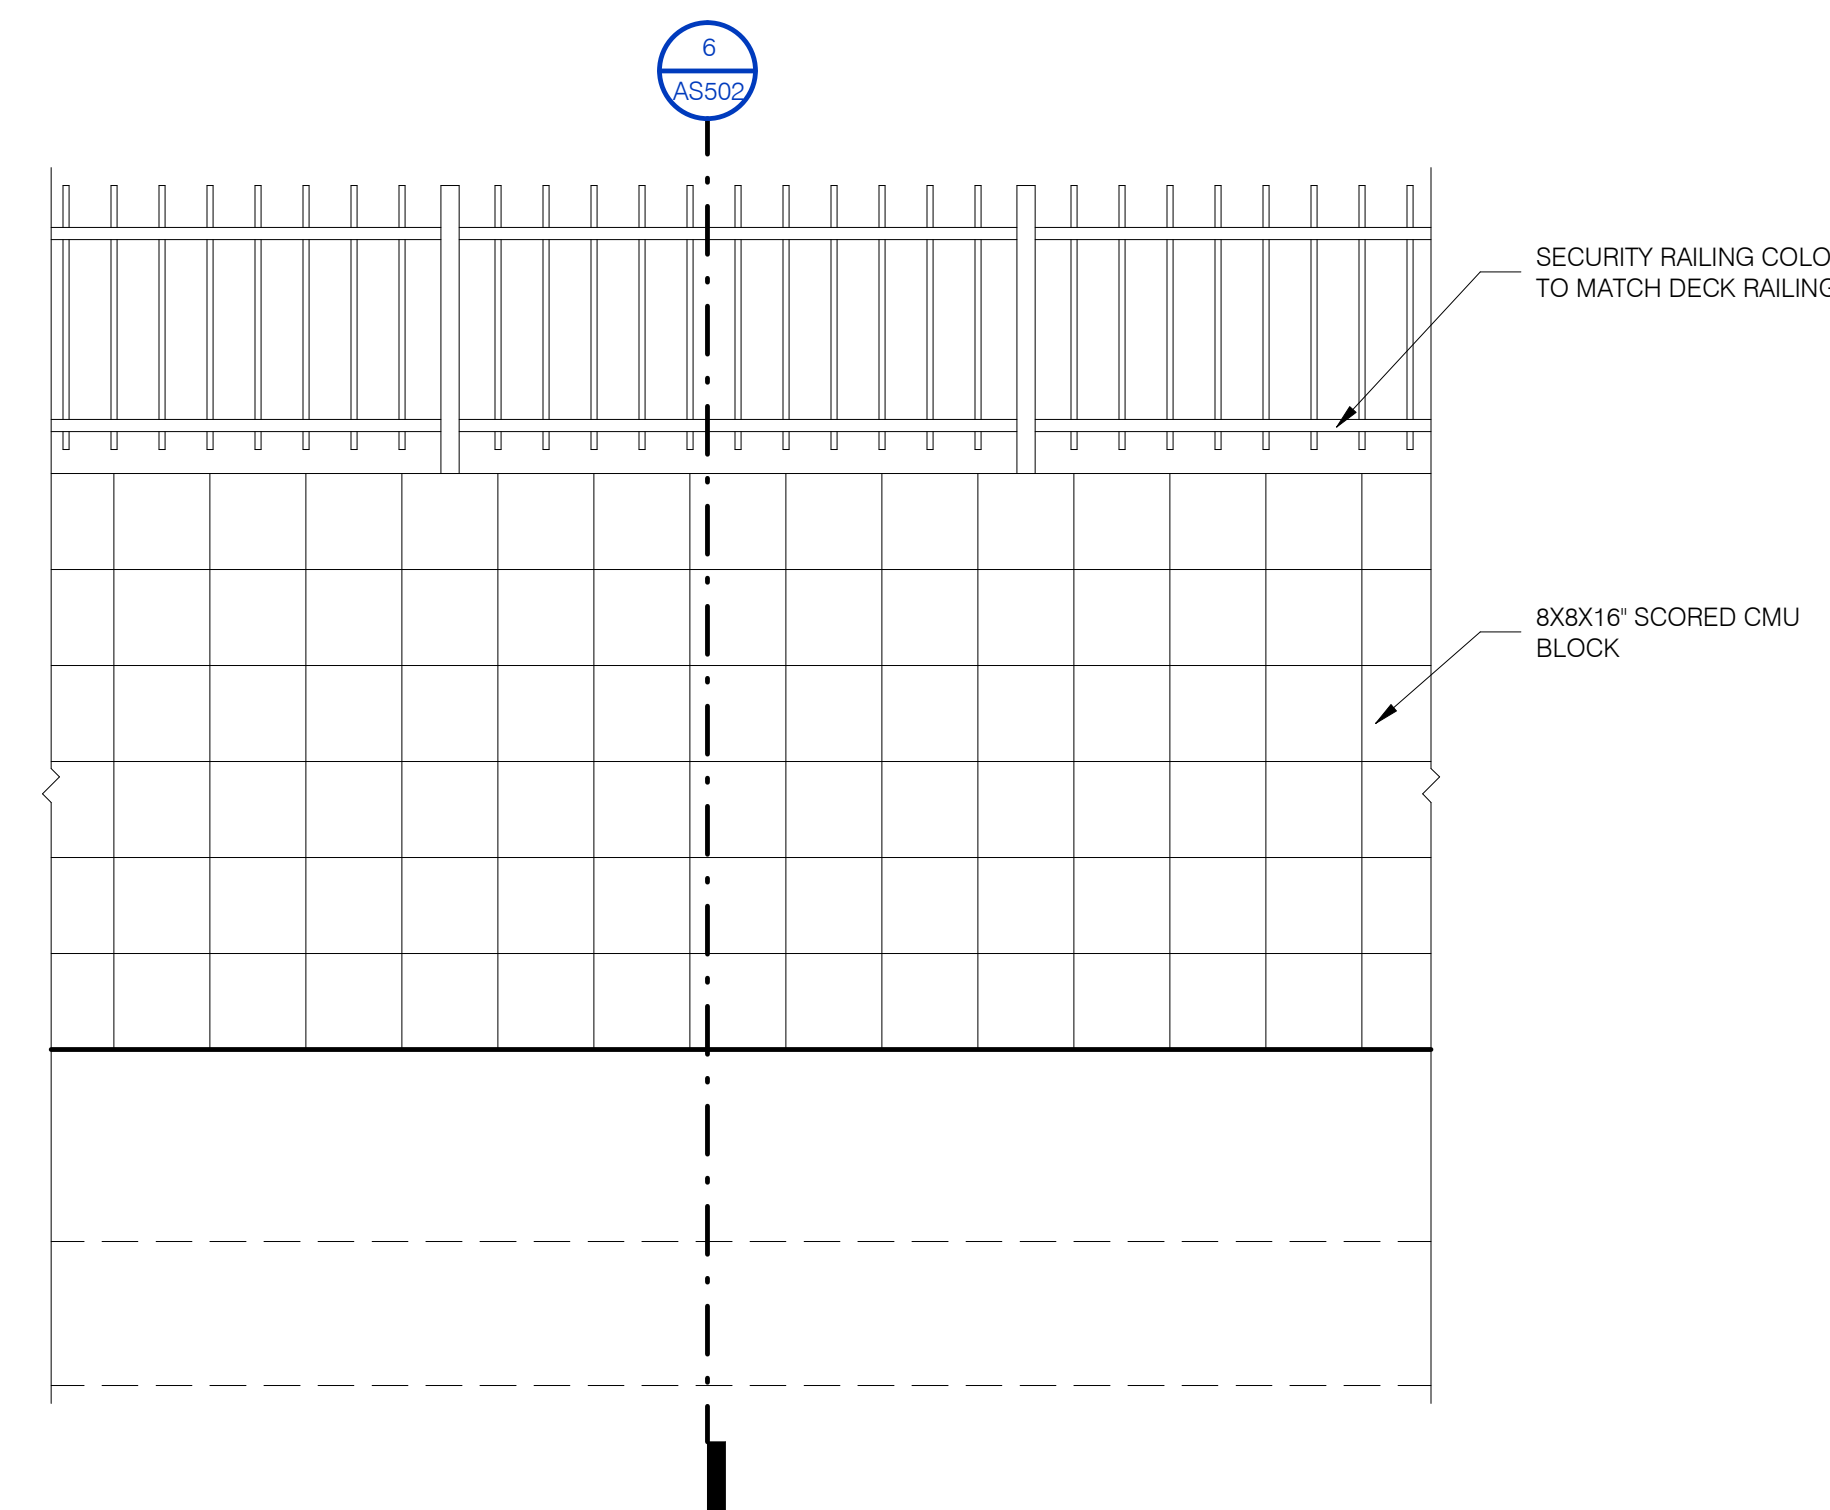 6
AS502
SECURITY RAILING COLO
TO MATCH DECK RAILING
8X8X16" SCORED CMU
BLOCK